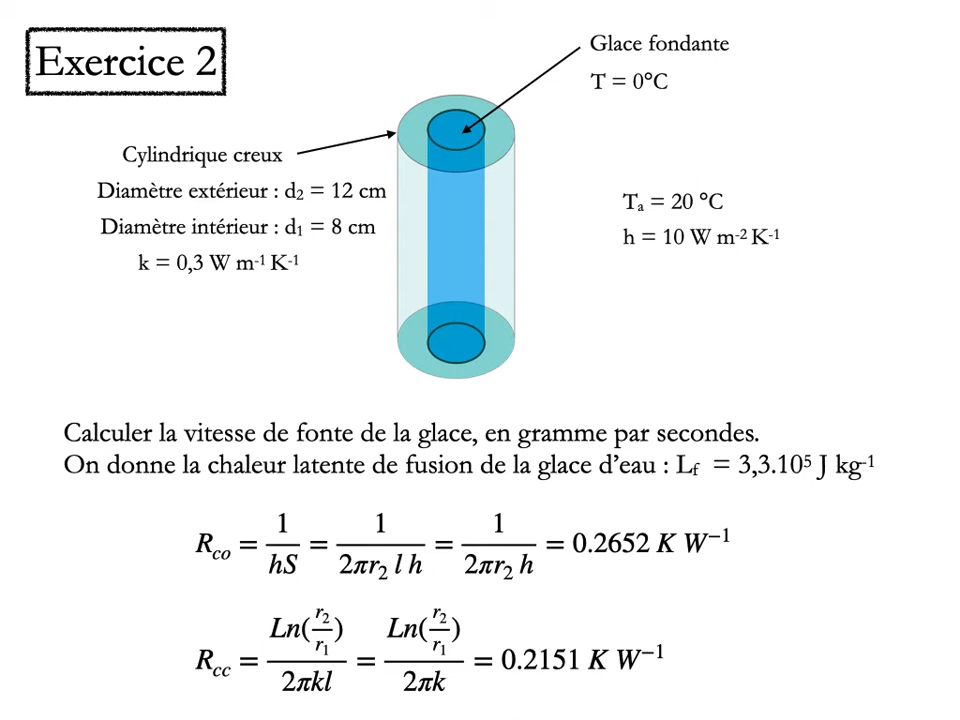 Exercice 2
Glace fondante
T = 0°C
Cylindrique creux
Diamètre extérieur : d₂ = 12 cm
Diamètre intérieur : d₁ = 8 cm
k = 0,3 W m⁻¹ K⁻¹
Tₐ = 20 °C
h = 10 W m⁻² K⁻¹
Calculer la vitesse de fonte de la glace, en gramme par secondes.
On donne la chaleur latente de fusion de la glace d’eau : L_f = 3,3.10⁵ J kg⁻¹
R_co = 1/(hS) = 1/(2πr₂ l h) = 1/(2πr₂ h) = 0.2652 K W⁻¹
R_cc = Ln(r₂/r₁)/(2πkl) = Ln(r₂/r₁)/(2πk) = 0.2151 K W⁻¹